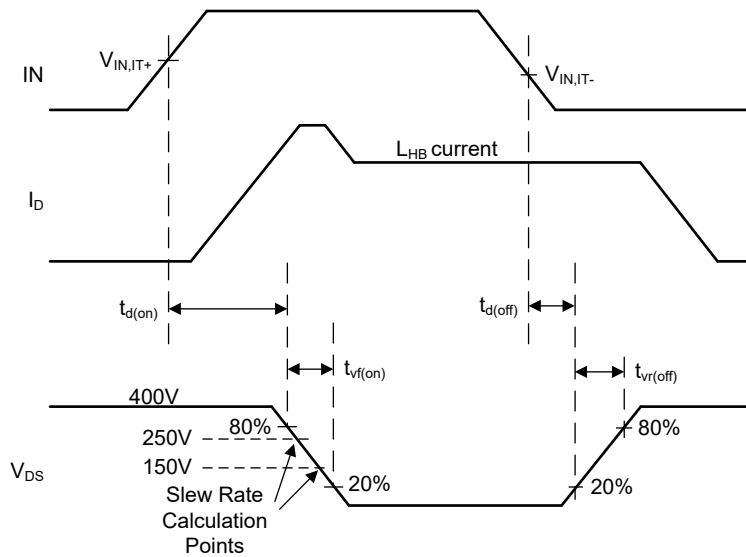 V_IN,IT+
IN
V_IN,IT-
L_HB current
I_D
t_d(on)
t_d(off)
t_vf(on)
t_vr(off)
400V
80%
80%
250V
150V
V_DS
20%
20%
Slew Rate
Calculation
Points